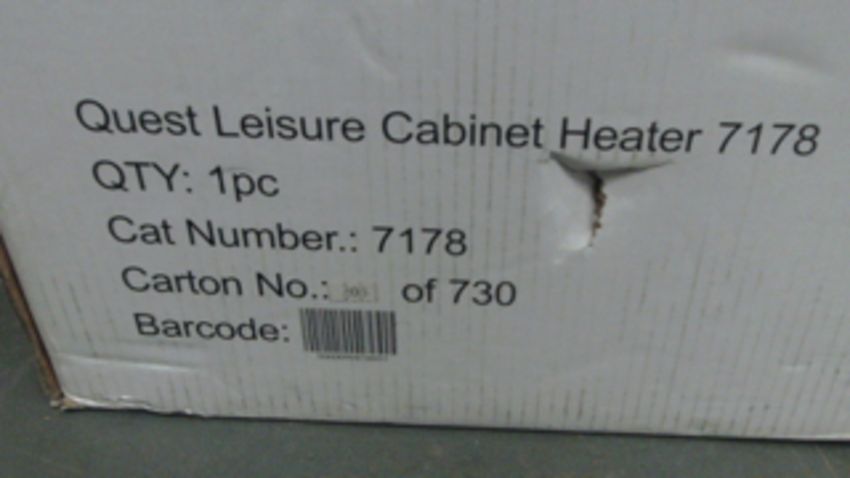 Quest Leisure Cabinet Heater 7178
QTY: 1pc
Cat Number.: 7178
Carton No.: of 730
Barcode: